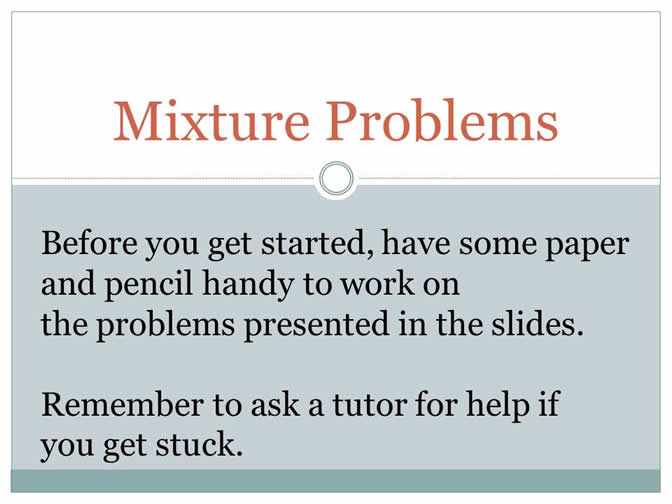 Mixture Problems
Before you get started, have some paper
and pencil handy to work on
the problems presented in the slides.
Remember to ask a tutor for help if
you get stuck.